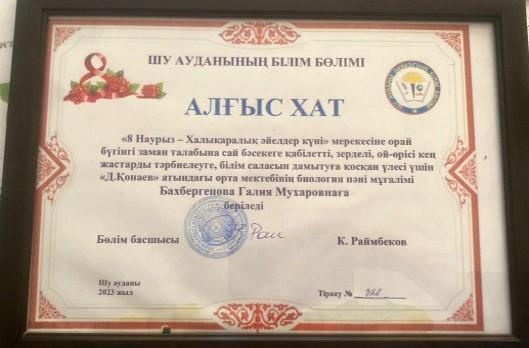 ШУ АУДАНЫНЫҢ БІЛІМ БӨЛІМІ
8
АЛҒЫС ХАТ
«8 Наурыз – Халықаралық әйелдер күні» мерекесіне орай
бүгінгі заман талабына сай бәсекеге қабілетті, зерделі, ой-өрісі кең
жастарды тәрбиелеуге, білім саласын дамытуға қосқан үлесі үшін
«Д.Қонаев» атындағы орта мектебінің биология пәні мұғалімі
Бахбергенова Галия Мухаровнаға
беріледі
Бөлім басшысы
К. Раймбеков
Шу ауданы
2023 жыл
Тіркеу №